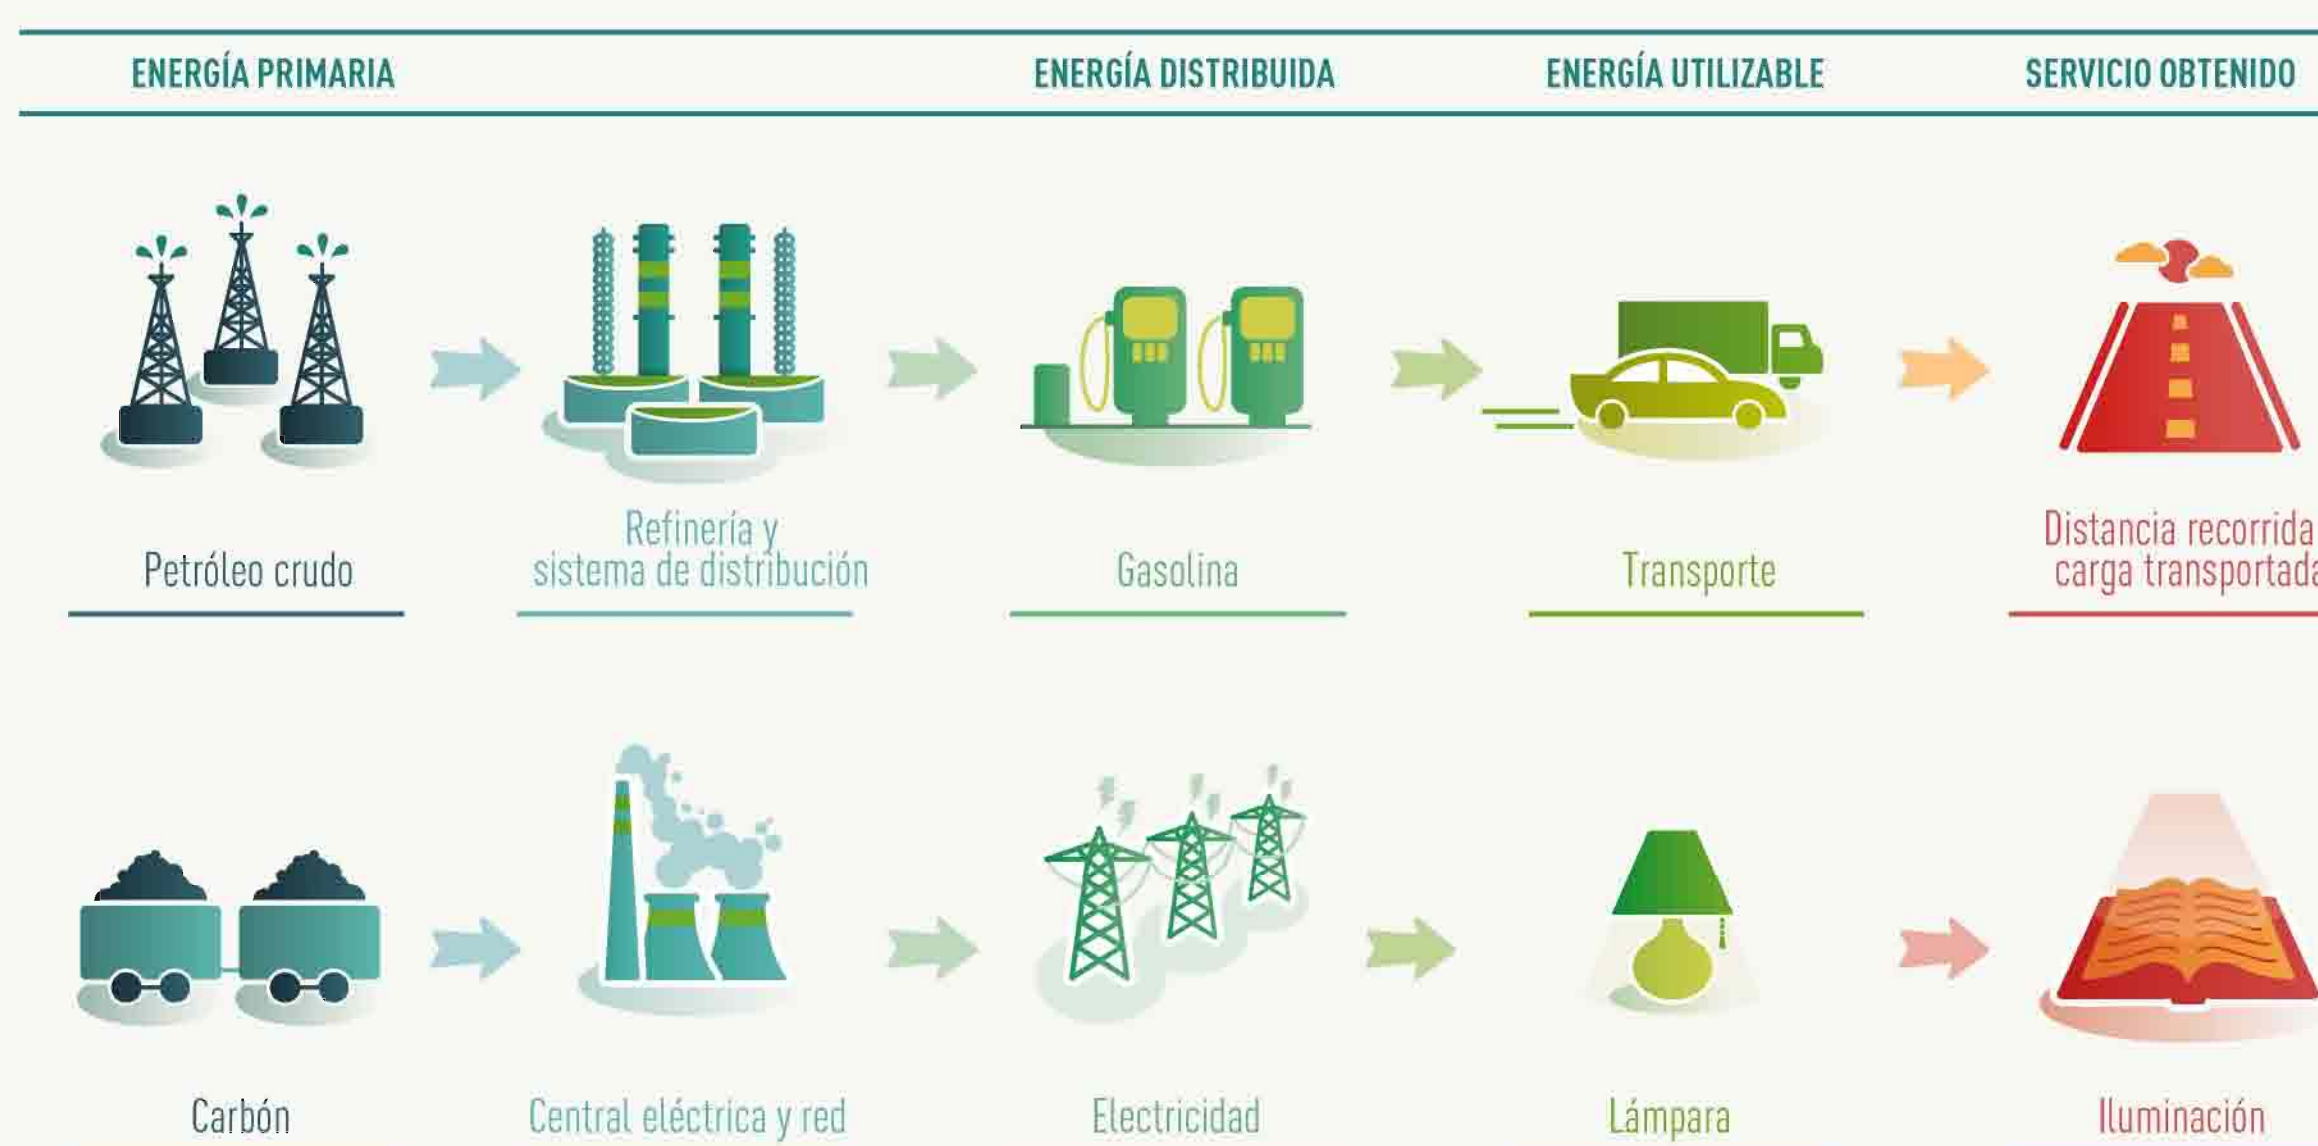 ENERGÍA PRIMARIA ENERGÍA DISTRIBUIDA ENERGÍA UTILIZABLE SERVICIO OBTENIDO
Petróleo crudo
Refinería y
sistema de distribución
Gasolina
Transporte
Distancia recorrida
carga transportada
Carbón
Central eléctrica y red
Electricidad
Lámpara
Iluminación